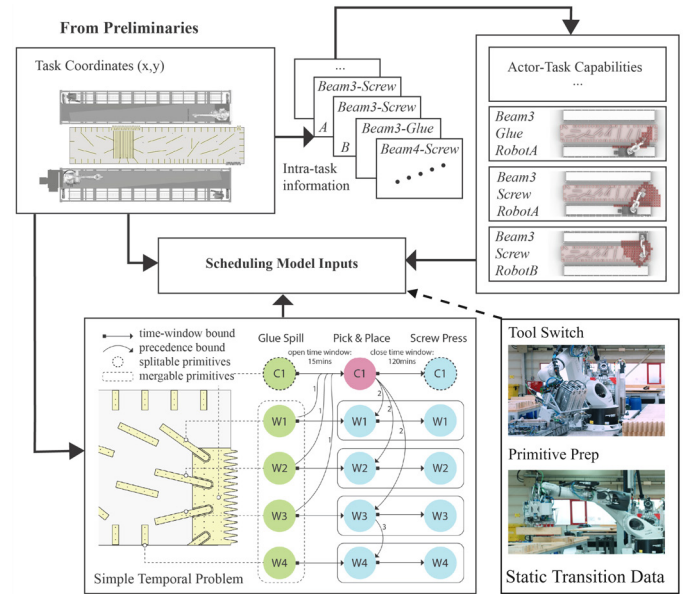 From Preliminaries
Task Coordinates (x,y)
...
Beam3-Screw
Beam3-Screw
A
Beam3-Glue
B
Beam4-Screw
Intra-task
information
Actor-Task Capabilities
...
Beam3
Glue
RobotA
Beam3
Screw
RobotA
Beam3
Screw
RobotB
Scheduling Model Inputs
time-window bound
precedence bound
splitable primitives
mergable primitives
Glue Spill
Pick & Place
Screw Press
open time window:
15mins
close time window:
120mins
C1
C1
C1
1
2
W1
W1
W1
1
2
W2
W2
W2
1
W3
W3
W3
3
W4
W4
W4
Simple Temporal Problem
Tool Switch
Primitive Prep
Static Transition Data